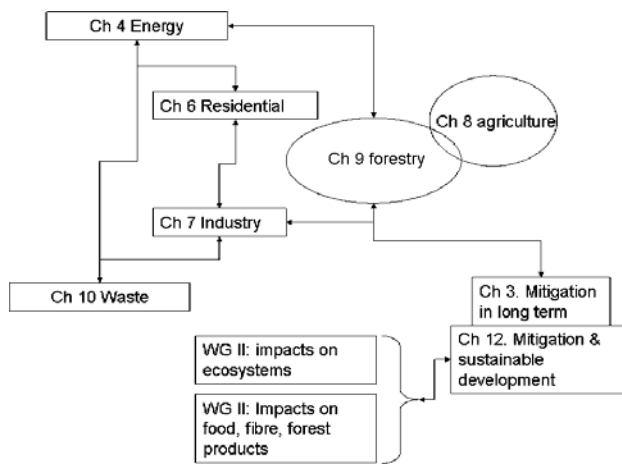 Ch 4 Energy
Ch 6 Residential
Ch 8 agriculture
Ch 9 forestry
Ch 7 Industry
Ch 10 Waste
Ch 3. Mitigation
in long term
Ch 12. Mitigation &
sustainable
development
WG II: impacts on
ecosystems
WG II: Impacts on
food, fibre, forest
products